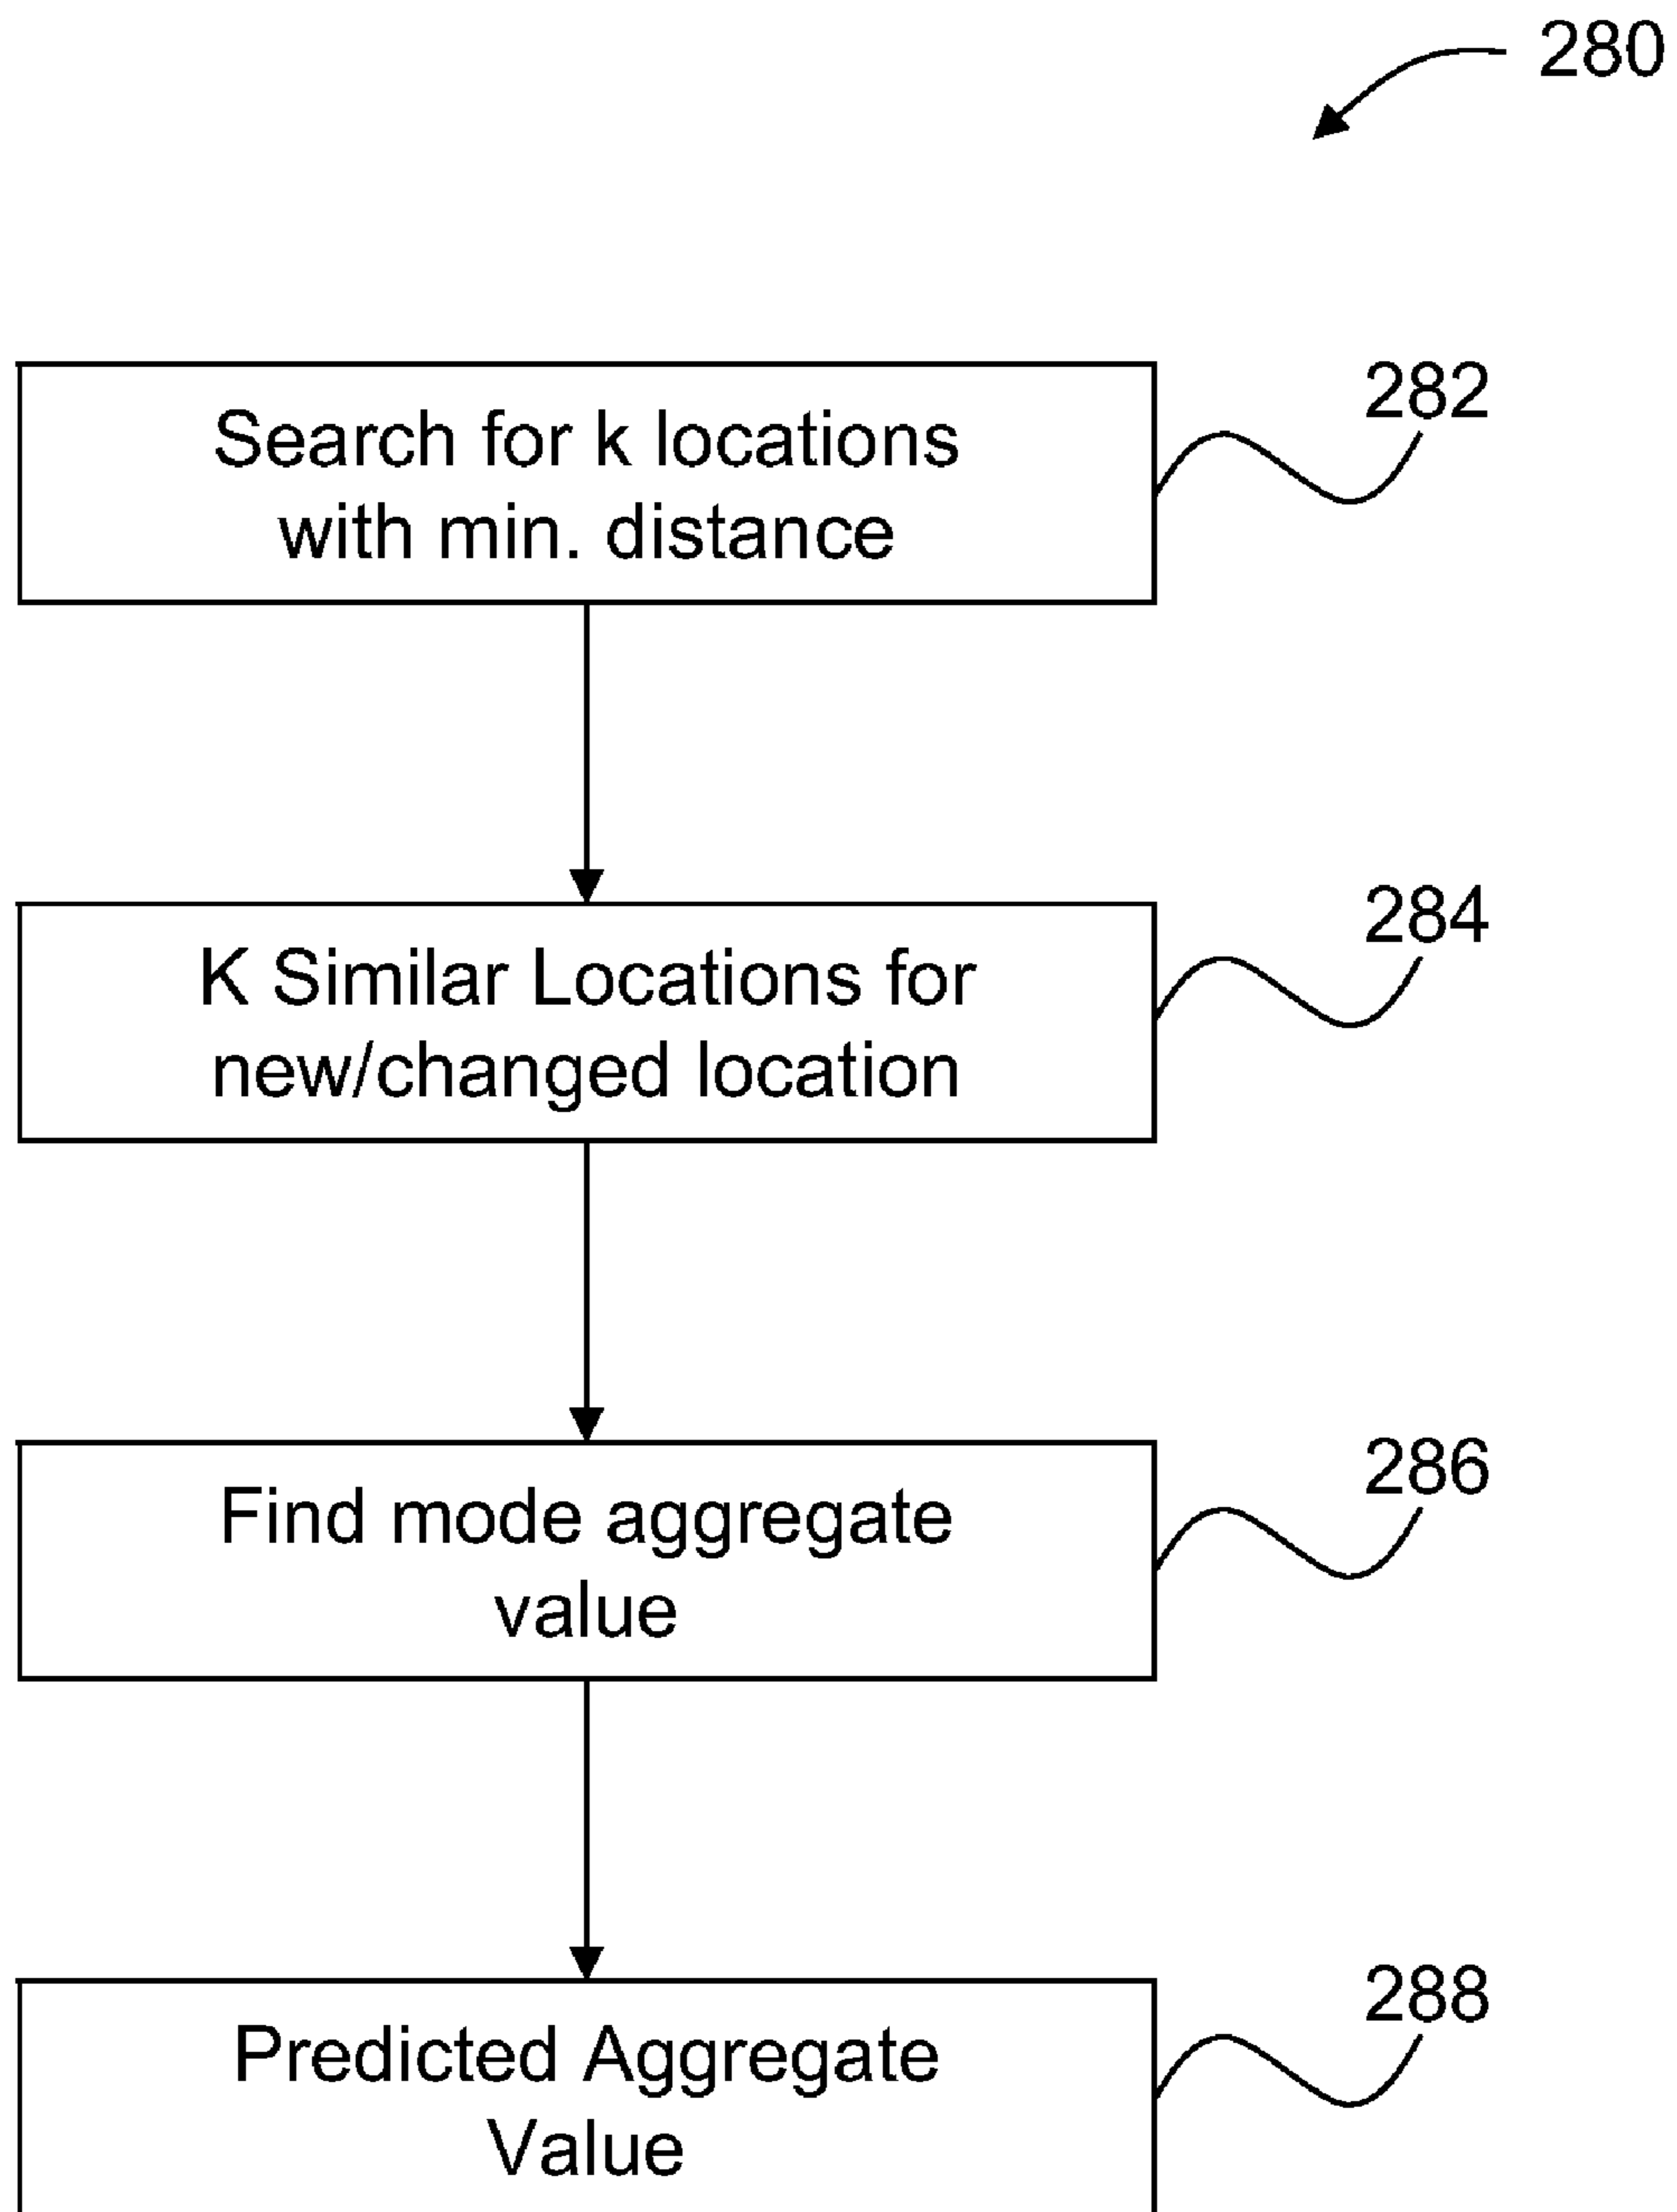 280
Search for k locations
with min. distance
282
K Similar Locations for
new/changed location
284
Find mode aggregate
value
286
Predicted Aggregate
Value
288